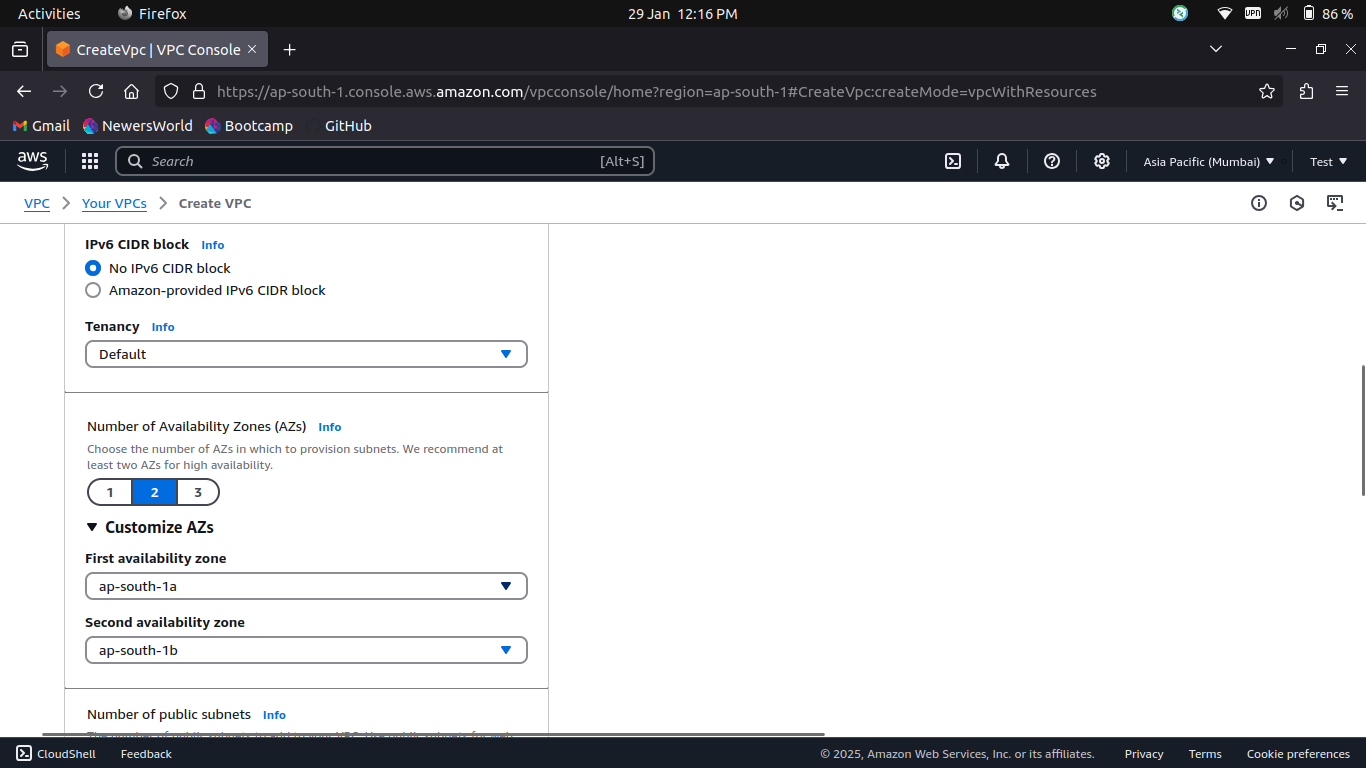 Activities Firefox 29 Jan 12:16 PM VPN 86 %
CreateVpc | VPC Console
https://ap-south-1.console.aws.amazon.com/vpcconsole/home?region=ap-south-1#CreateVpc:createMode=vpcWithResources
Gmail NewersWorld Bootcamp GitHub
aws Search [Alt+S] Asia Pacific (Mumbai) Test
VPC Your VPCs Create VPC
IPv6 CIDR block Info
No IPv6 CIDR block
Amazon-provided IPv6 CIDR block
Tenancy Info
Default
Number of Availability Zones (AZs) Info
Choose the number of AZs in which to provision subnets. We recommend at
least two AZs for high availability.
1 2 3
Customize AZs
First availability zone
ap-south-1a
Second availability zone
ap-south-1b
Number of public subnets Info
CloudShell Feedback © 2025, Amazon Web Services, Inc. or its affiliates. Privacy Terms Cookie preferences